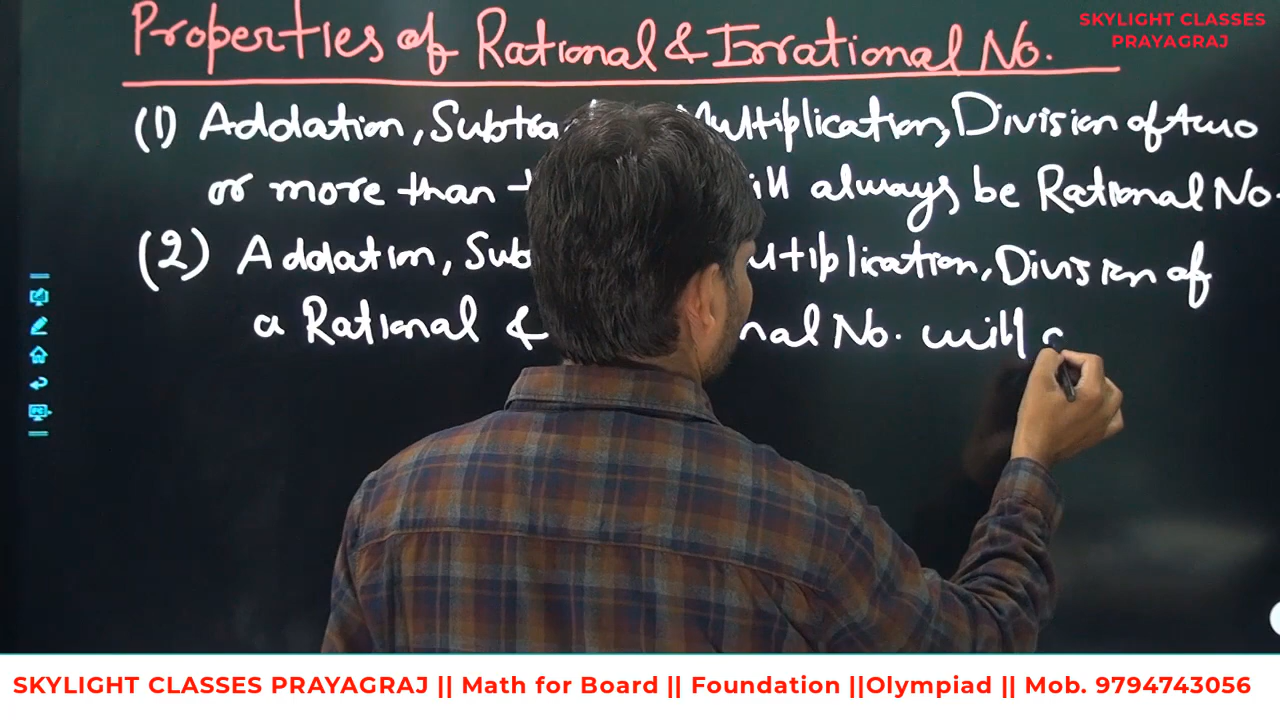 Properties of Rational & Irrational No.
SKYLIGHT CLASSES
PRAYAGRAJ
(1) Addation, Subtra Multiplication, Division of two
or more than will always be Rational No.
(2) Addation, Sub ultiplication, Division of
a Rational & nal No. will
SKYLIGHT CLASSES PRAYAGRAJ || Math for Board || Foundation ||Olympiad || Mob. 9794743056